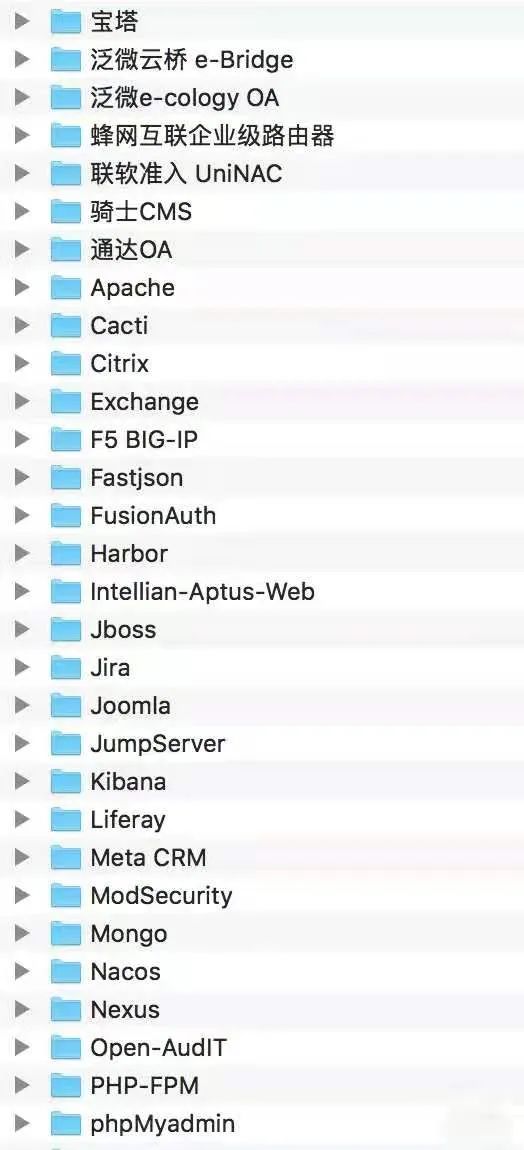 宝塔
泛微云桥 e-Bridge
泛微e-cology OA
蜂网互联企业级路由器
联软准入 UniNAC
骑士CMS
通达OA
Apache
Cacti
Citrix
Exchange
F5 BIG-IP
Fastjson
FusionAuth
Harbor
Intellian-Aptus-Web
Jboss
Jira
Joomla
JumpServer
Kibana
Liferay
Meta CRM
ModSecurity
Mongo
Nacos
Nexus
Open-AudIT
PHP-FPM
phpMyadmin